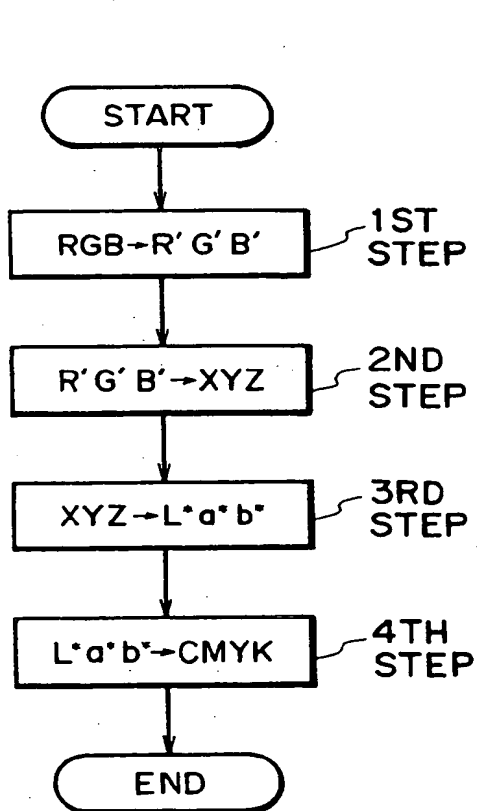 START
RGB→R′ G′ B′
1ST
STEP
R′ G′ B′→XYZ
2ND
STEP
XYZ→L* a* b*
3RD
STEP
L* a* b*→CMYK
4TH
STEP
END